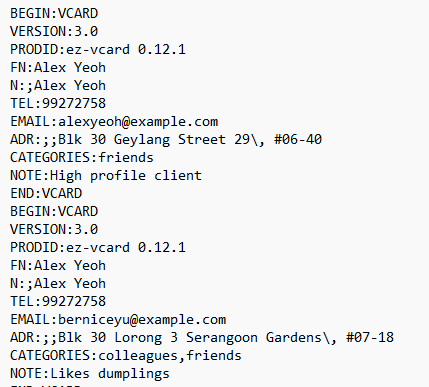 BEGIN:VCARD
VERSION:3.0
PRODID:ez-vcard 0.12.1
FN:Alex Yeoh
N:;Alex Yeoh
TEL:99272758
EMAIL:alexyeoh@example.com
ADR:;;Blk 30 Geylang Street 29\, #06-40
CATEGORIES:friends
NOTE:High profile client
END:VCARD
BEGIN:VCARD
VERSION:3.0
PRODID:ez-vcard 0.12.1
FN:Alex Yeoh
N:;Alex Yeoh
TEL:99272758
EMAIL:berniceyu@example.com
ADR:;;Blk 30 Lorong 3 Serangoon Gardens\, #07-18
CATEGORIES:colleagues,friends
NOTE:Likes dumplings